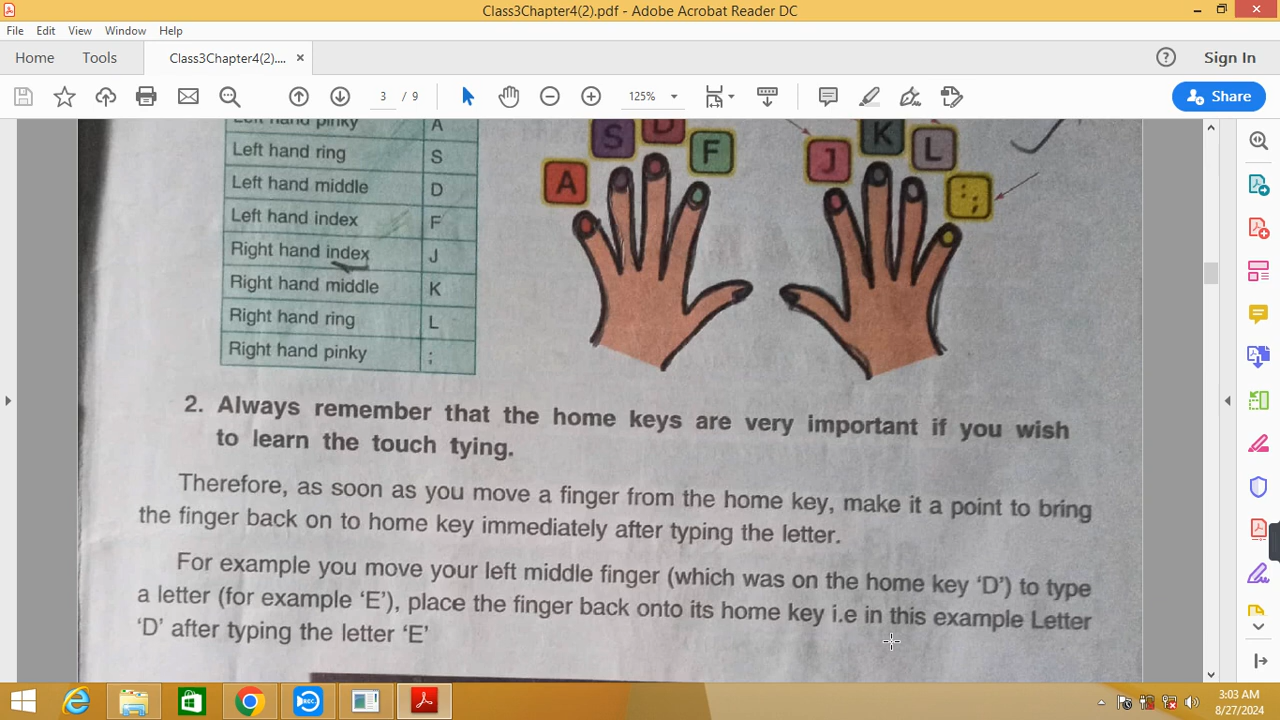 Class3Chapter4(2).pdf - Adobe Acrobat Reader DC
File Edit View Window Help
Home Tools Class3Chapter4(2).... × Sign In
3 / 9 125% Share
Left hand pinky A
Left hand ring S
Left hand middle D
Left hand index F
Right hand index J
Right hand middle K
Right hand ring L
Right hand pinky ;
A S D F J K L :;
2. Always remember that the home keys are very important if you wish
to learn the touch tying.
Therefore, as soon as you move a finger from the home key, make it a point to bring
the finger back on to home key immediately after typing the letter.
For example you move your left middle finger (which was on the home key ‘D’) to type
a letter (for example ‘E’), place the finger back onto its home key i.e in this example Letter
‘D’ after typing the letter ‘E’
REC
3:03 AM
8/27/2024